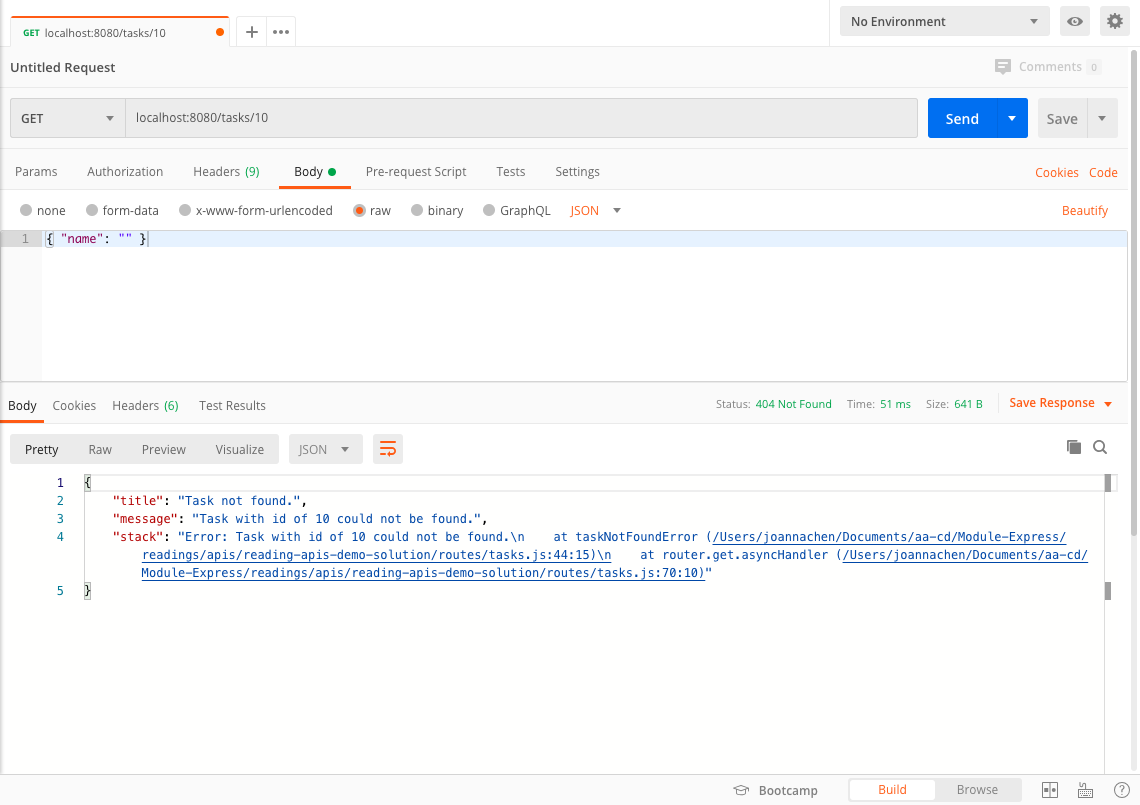 GET localhost:8080/tasks/10
No Environment
Untitled Request
Comments 0
GET localhost:8080/tasks/10 Send Save
Params Authorization Headers (9) Body Pre-request Script Tests Settings Cookies Code
none form-data x-www-form-urlencoded raw binary GraphQL JSON Beautify
1 { "name": "" }
Body Cookies Headers (6) Test Results Status: 404 Not Found Time: 51 ms Size: 641 B Save Response
Pretty Raw Preview Visualize JSON
1 {
2 "title": "Task not found.",
3 "message": "Task with id of 10 could not be found.",
4 "stack": "Error: Task with id of 10 could not be found.\n    at taskNotFoundError (/Users/joannachen/Documents/aa-cd/Module-Express/
readings/apis/reading-apis-demo-solution/routes/tasks.js:44:15)\n    at router.get.asyncHandler (/Users/joannachen/Documents/aa-cd/
Module-Express/readings/apis/reading-apis-demo-solution/routes/tasks.js:70:10)"
5 }
Bootcamp Build Browse